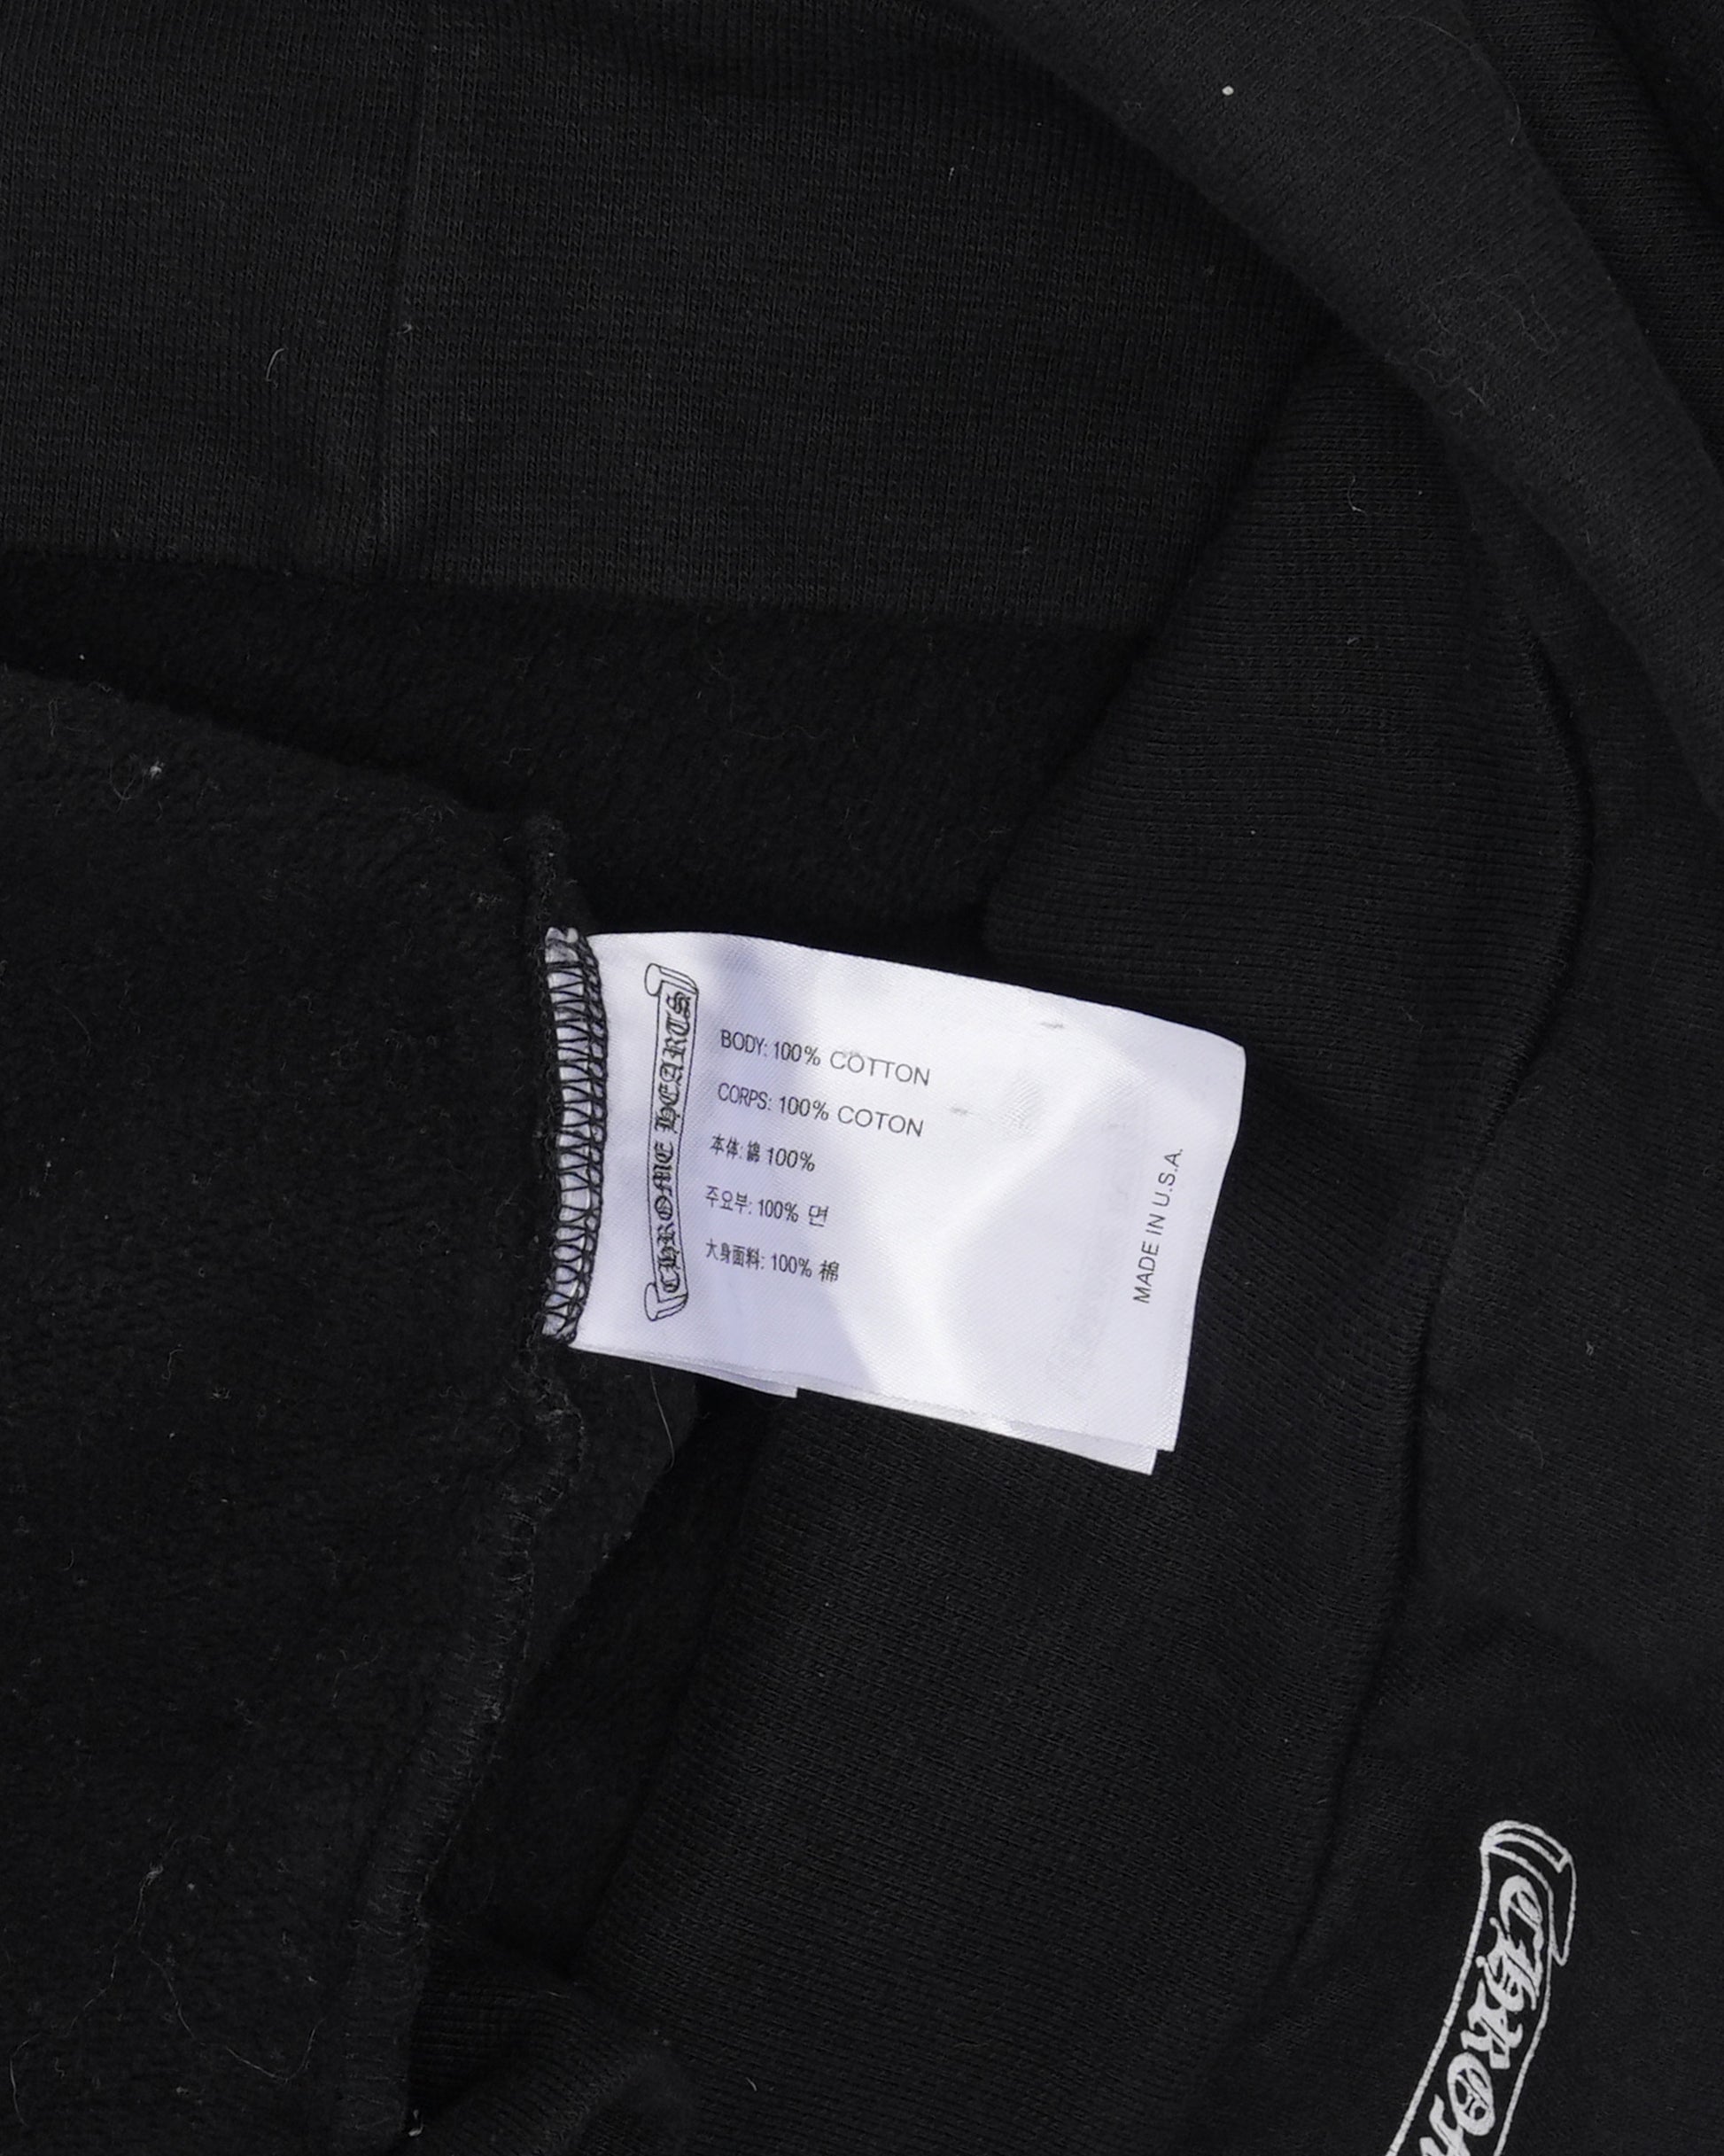 CHROME HEARTS
BODY: 100% COTTON
CORPS: 100% COTON
本体: 綿 100%
주요부: 100% 면
大身面料: 100% 棉
MADE IN U.S.A.
CHROM